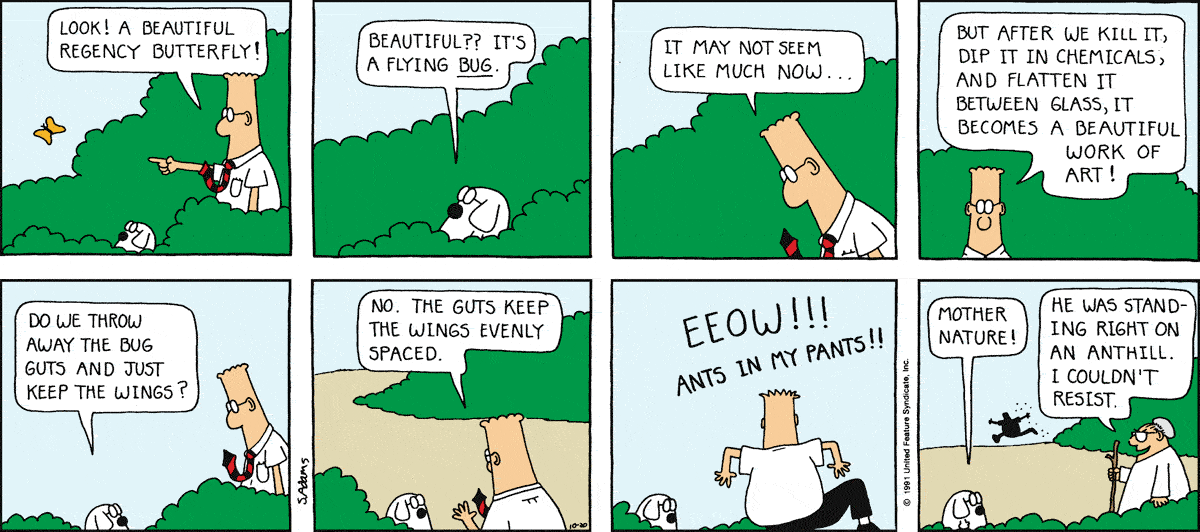 LOOK! A BEAUTIFUL
REGENCY BUTTERFLY!
BEAUTIFUL?? IT'S
A FLYING BUG.
IT MAY NOT SEEM
LIKE MUCH NOW...
BUT AFTER WE KILL IT,
DIP IT IN CHEMICALS,
AND FLATTEN IT
BETWEEN GLASS, IT
BECOMES A BEAUTIFUL
WORK OF
ART!
DO WE THROW
AWAY THE BUG
GUTS AND JUST
KEEP THE WINGS?
S.Adams
NO. THE GUTS KEEP
THE WINGS EVENLY
SPACED.
10-20
EEOW!!!
ANTS IN MY PANTS!!
© 1991 United Feature Syndicate, Inc.
MOTHER
NATURE!
HE WAS STAND-
ING RIGHT ON
AN ANTHILL.
I COULDN'T
RESIST.